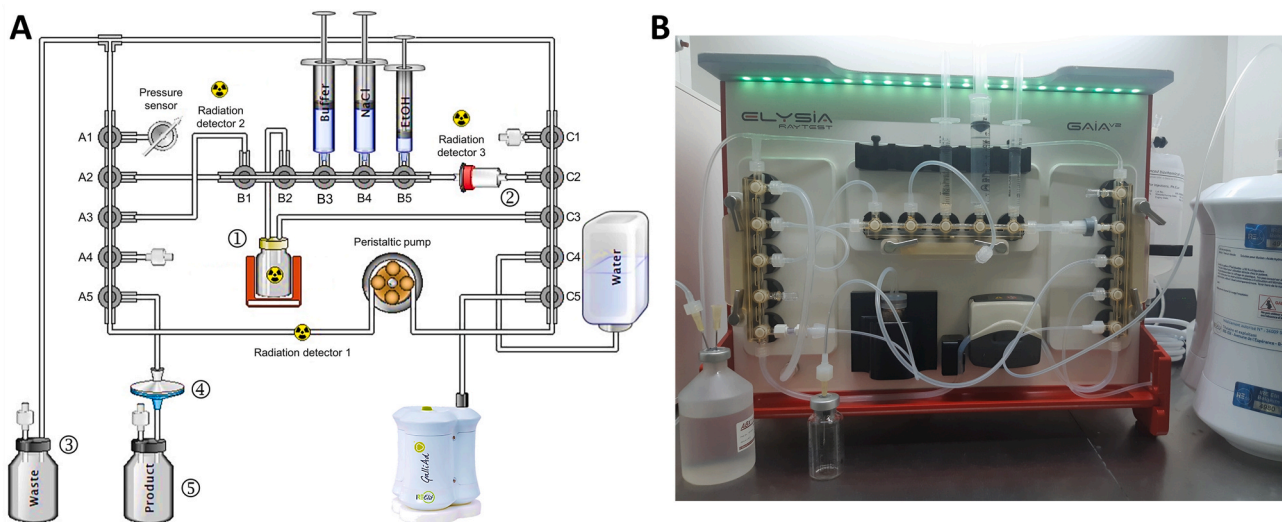 A
B
Pressure
sensor
Radiation
detector 2
Buffer
NaCl
EtOH
Radiation
detector 3
A1
A2
A3
A4
A5
B1
B2
B3
B4
B5
C1
C2
C3
C4
C5
①
②
③
④
⑤
Peristaltic pump
Water
Radiation detector 1
Waste
Product
GalliAd
ELYSIA
RAYTEST
GAIA V2